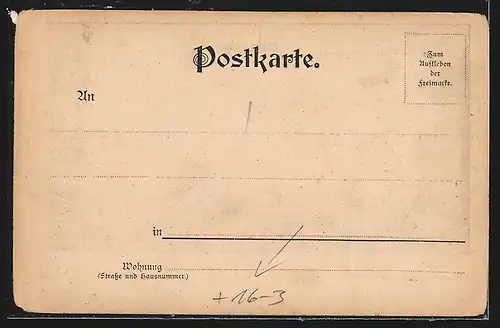 Postkarte.
Zum
Aufkleben
der
Freimarke.
An
in
Wohnung
(Straße und Hausnummer)
+ 16-3